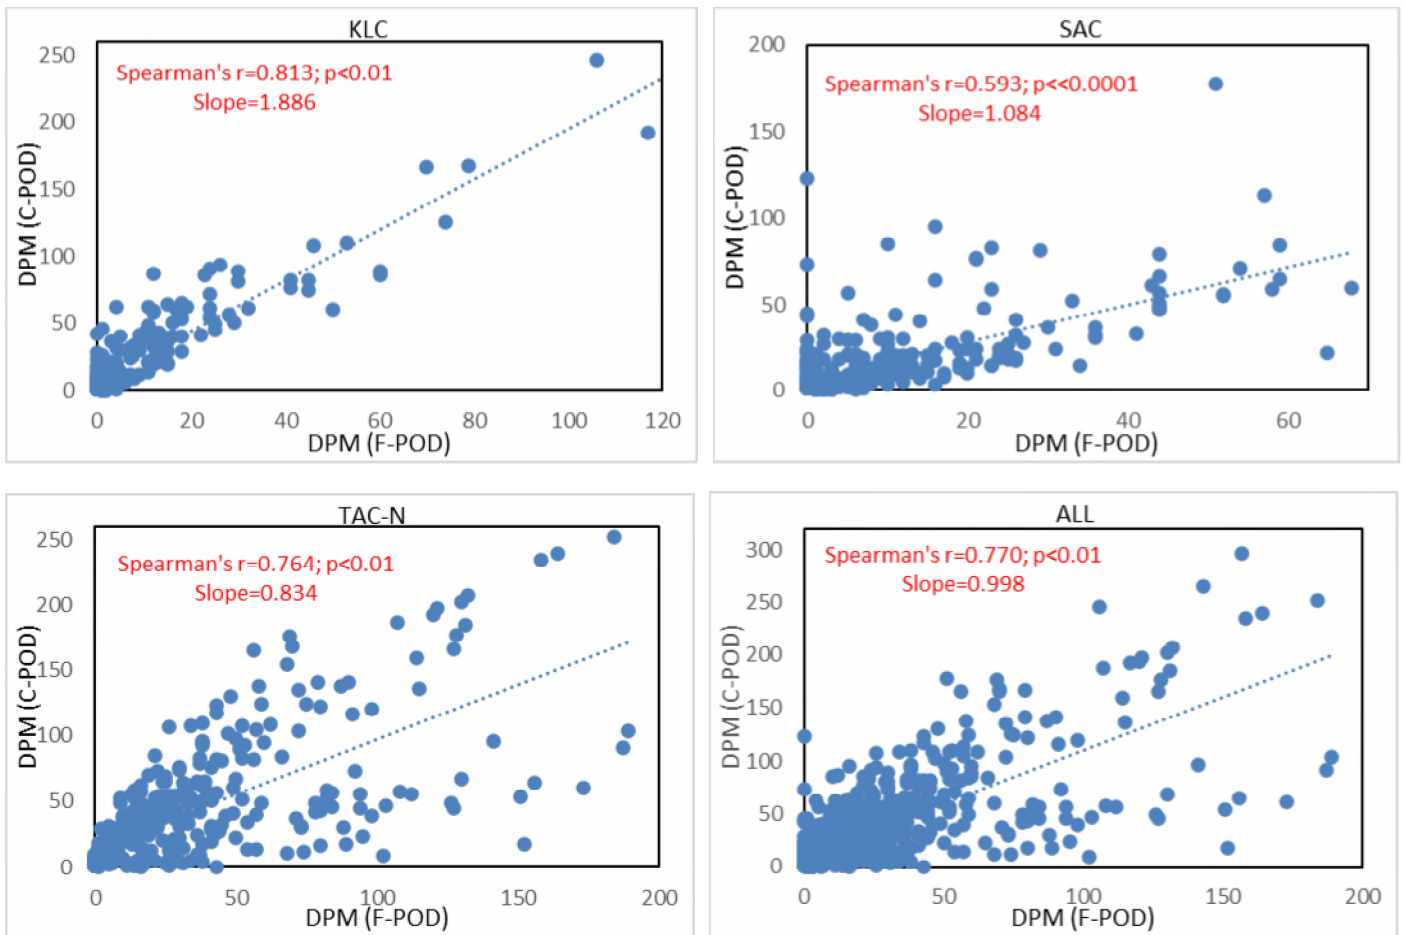 KLC
Spearman's r=0.813; p<0.01
Slope=1.886
DPM (C-POD)
250
200
150
100
50
0
0 20 40 60 80 100 120
DPM (F-POD)
SAC
Spearman's r=0.593; p<<0.0001
Slope=1.084
DPM (C-POD)
200
150
100
50
0
0 20 40 60
DPM (F-POD)
TAC-N
Spearman's r=0.764; p<0.01
Slope=0.834
DPM (C-POD)
250
200
150
100
50
0
0 50 100 150 200
DPM (F-POD)
ALL
Spearman's r=0.770; p<0.01
Slope=0.998
DPM (C-POD)
300
250
200
150
100
50
0
0 50 100 150 200
DPM (F-POD)